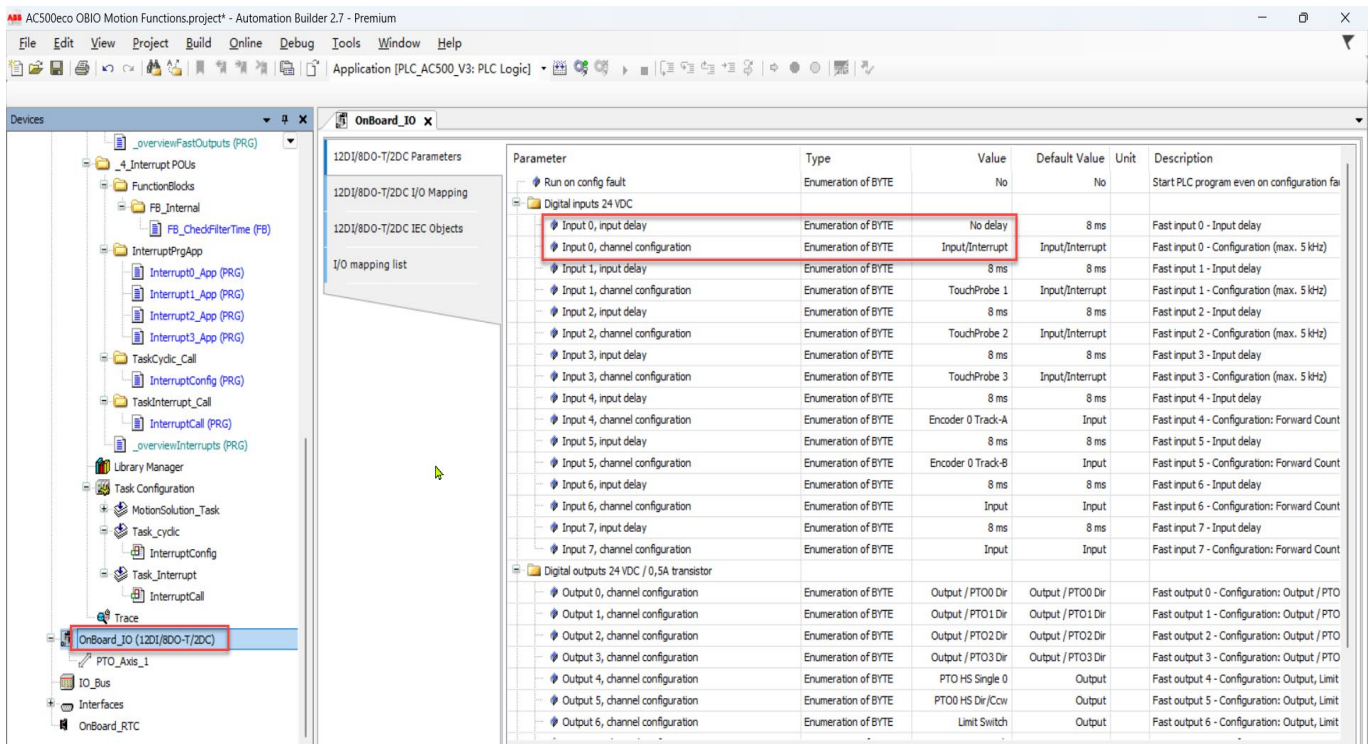 ABB AC500eco OBIO Motion Functions.project* - Automation Builder 2.7 - Premium
File Edit View Project Build Online Debug Tools Window Help
Application [PLC_AC500_V3: PLC Logic]
Devices
_overviewFastOutputs (PRG)
_4_Interrupt POUs
FunctionBlocks
FB_Internal
FB_CheckFilterTime (FB)
InterruptPrgApp
Interrupt0_App (PRG)
Interrupt1_App (PRG)
Interrupt2_App (PRG)
Interrupt3_App (PRG)
TaskCyclic_Call
InterruptConfig (PRG)
TaskInterrupt_Call
InterruptCall (PRG)
_overviewInterrupts (PRG)
Library Manager
Task Configuration
MotionSolution_Task
Task_cyclic
InterruptConfig
Task_Interrupt
InterruptCall
Trace
OnBoard_IO (12DI/8DO-T/2DC)
PTO_Axis_1
IO_Bus
Interfaces
OnBoard_RTC
OnBoard_IO X
12DI/8DO-T/2DC Parameters
12DI/8DO-T/2DC I/O Mapping
12DI/8DO-T/2DC IEC Objects
I/O mapping list
Parameter Type Value Default Value Unit Description
Run on config fault Enumeration of BYTE No No Start PLC program even on configuration fau
Digital inputs 24 VDC
Input 0, input delay Enumeration of BYTE No delay 8 ms Fast input 0 - Input delay
Input 0, channel configuration Enumeration of BYTE Input/Interrupt Input/Interrupt Fast input 0 - Configuration (max. 5 kHz)
Input 1, input delay Enumeration of BYTE 8 ms 8 ms Fast input 1 - Input delay
Input 1, channel configuration Enumeration of BYTE TouchProbe 1 Input/Interrupt Fast input 1 - Configuration (max. 5 kHz)
Input 2, input delay Enumeration of BYTE 8 ms 8 ms Fast input 2 - Input delay
Input 2, channel configuration Enumeration of BYTE TouchProbe 2 Input/Interrupt Fast input 2 - Configuration (max. 5 kHz)
Input 3, input delay Enumeration of BYTE 8 ms 8 ms Fast input 3 - Input delay
Input 3, channel configuration Enumeration of BYTE TouchProbe 3 Input/Interrupt Fast input 3 - Configuration (max. 5 kHz)
Input 4, input delay Enumeration of BYTE 8 ms 8 ms Fast input 4 - Input delay
Input 4, channel configuration Enumeration of BYTE Encoder 0 Track-A Input Fast input 4 - Configuration: Forward Count
Input 5, input delay Enumeration of BYTE 8 ms 8 ms Fast input 5 - Input delay
Input 5, channel configuration Enumeration of BYTE Encoder 0 Track-B Input Fast input 5 - Configuration: Forward Count
Input 6, input delay Enumeration of BYTE 8 ms 8 ms Fast input 6 - Input delay
Input 6, channel configuration Enumeration of BYTE Input Input Fast input 6 - Configuration: Forward Count
Input 7, input delay Enumeration of BYTE 8 ms 8 ms Fast input 7 - Input delay
Input 7, channel configuration Enumeration of BYTE Input Input Fast input 7 - Configuration: Forward Count
Digital outputs 24 VDC / 0,5A transistor
Output 0, channel configuration Enumeration of BYTE Output / PTO0 Dir Output / PTO0 Dir Fast output 0 - Configuration: Output / PTO
Output 1, channel configuration Enumeration of BYTE Output / PTO1 Dir Output / PTO1 Dir Fast output 1 - Configuration: Output / PTO
Output 2, channel configuration Enumeration of BYTE Output / PTO2 Dir Output / PTO2 Dir Fast output 2 - Configuration: Output / PTO
Output 3, channel configuration Enumeration of BYTE Output / PTO3 Dir Output / PTO3 Dir Fast output 3 - Configuration: Output / PTO
Output 4, channel configuration Enumeration of BYTE PTO HS Single 0 Output Fast output 4 - Configuration: Output, Limit
Output 5, channel configuration Enumeration of BYTE PTO0 HS Dir/Ccw Output Fast output 5 - Configuration: Output, Limit
Output 6, channel configuration Enumeration of BYTE Limit Switch Output Fast output 6 - Configuration: Output, Limit